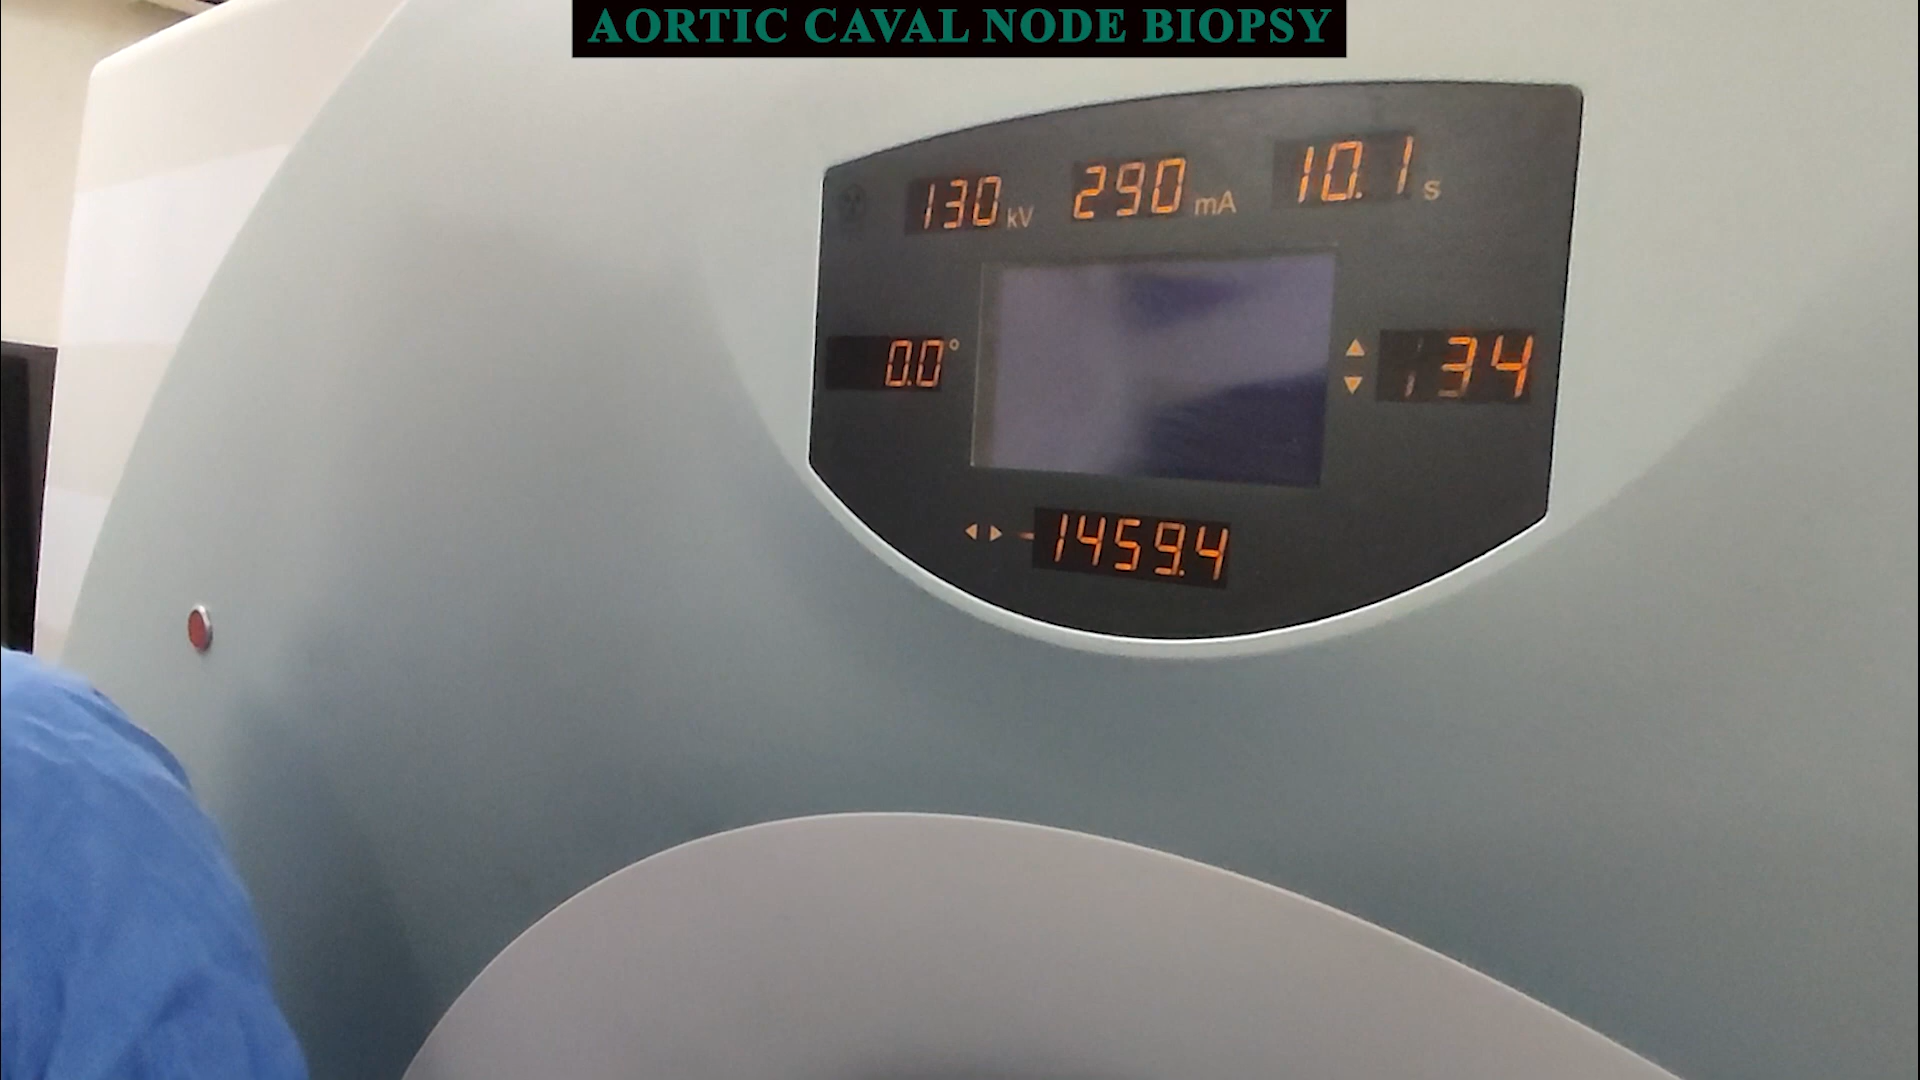 AORTIC CAVAL NODE BIOPSY
130 kV 290 mA 10.1 s
0.0°
134
-1459.4